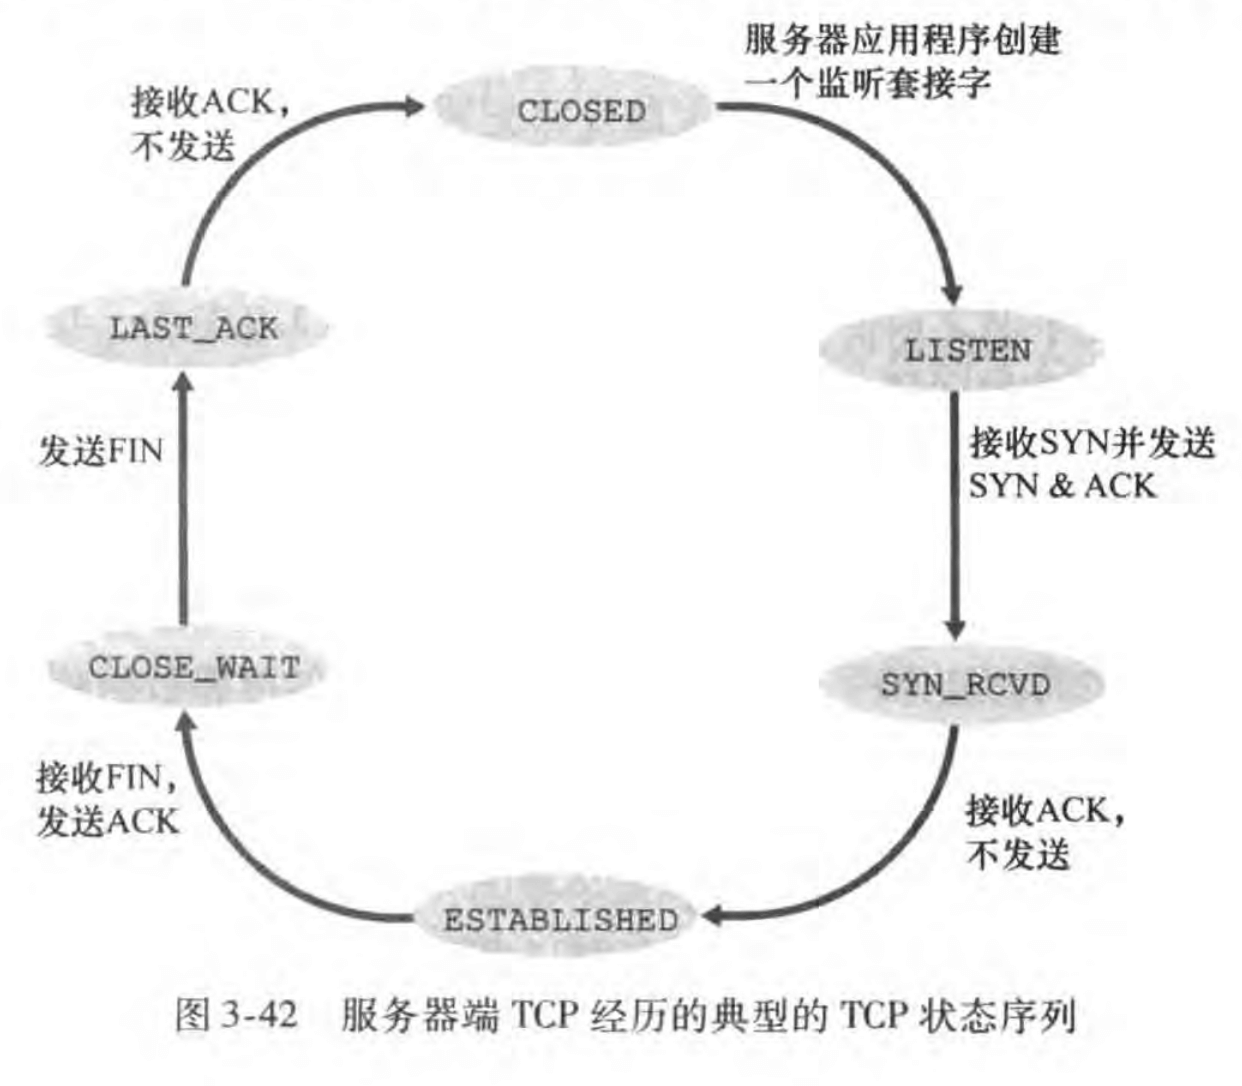 服务器应用程序创建
一个监听套接字
接收ACK，
不发送
CLOSED
LAST_ACK
LISTEN
发送FIN
接收SYN并发送
SYN & ACK
CLOSE_WAIT
SYN_RCVD
接收FIN，
发送ACK
接收ACK，
不发送
ESTABLISHED
图 3-42 服务器端 TCP 经历的典型的 TCP 状态序列